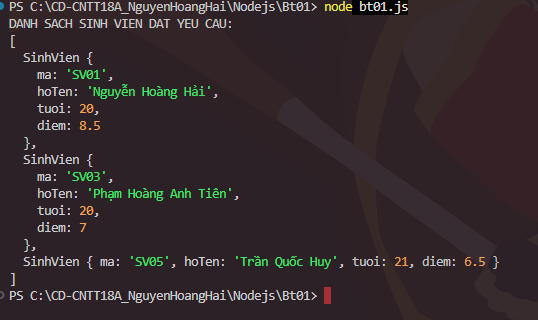 PS C:\CD-CNTT18A_NguyenHoangHai\Nodejs\Bt01> node bt01.js
DANH SACH SINH VIEN DAT YEU CAU:
[
  SinhVien {
    ma: 'SV01',
    hoTen: 'Nguyễn Hoàng Hải',
    tuoi: 20,
    diem: 8.5
  },
  SinhVien {
    ma: 'SV03',
    hoTen: 'Phạm Hoàng Anh Tiên',
    tuoi: 20,
    diem: 7
  },
  SinhVien { ma: 'SV05', hoTen: 'Trần Quốc Huy', tuoi: 21, diem: 6.5 }
]
PS C:\CD-CNTT18A_NguyenHoangHai\Nodejs\Bt01>